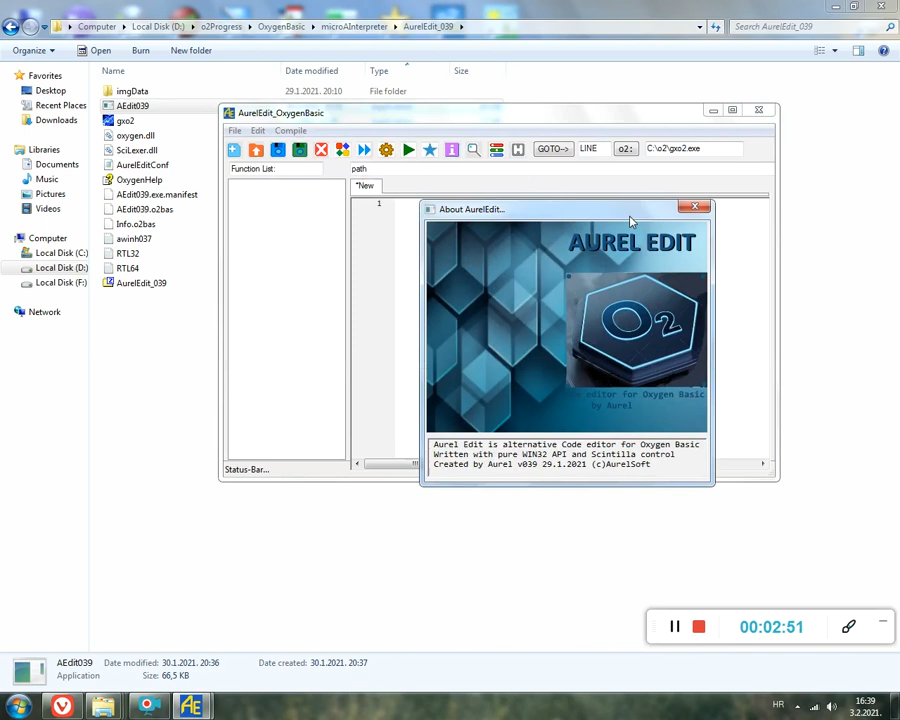 Computer ▸ Local Disk (D:) ▸ o2Progress ▸ OxygenBasic ▸ microAInterpreter ▸ AurelEdit_039 ▸
Search AurelEdit_039
Organize Open Burn New folder
Favorites
Desktop
Recent Places
Downloads
Libraries
Documents
Music
Pictures
Videos
Computer
Local Disk (C:)
Local Disk (D:)
Local Disk (F:)
Network
Name Date modified Type Size
imgData 29.1.2021. 20:10 File folder
AEdit039
gxo2
oxygen.dll
SciLexer.dll
AurelEditConf
OxygenHelp
AEdit039.exe.manifest
AEdit039.o2bas
Info.o2bas
awinh037
RTL32
RTL64
AurelEdit_039
AurelEdit_OxygenBasic
File Edit Compile
GOTO--> LINE o2: C:\o2\gxo2.exe
Function List: path
*New
1
Status-Bar...
About AurelEdit...
AUREL EDIT
O2
editor for Oxygen Basic
by Aurel
Aurel Edit is alternative Code editor for Oxygen Basic
Written with pure WIN32 API and Scintilla control
Created by Aurel v039 29.1.2021 (c)AurelSoft
00:02:51
AEdit039 Date modified: 30.1.2021. 20:36 Date created: 30.1.2021. 20:37
Application Size: 66,5 KB
HR
16:39
3.2.2021.